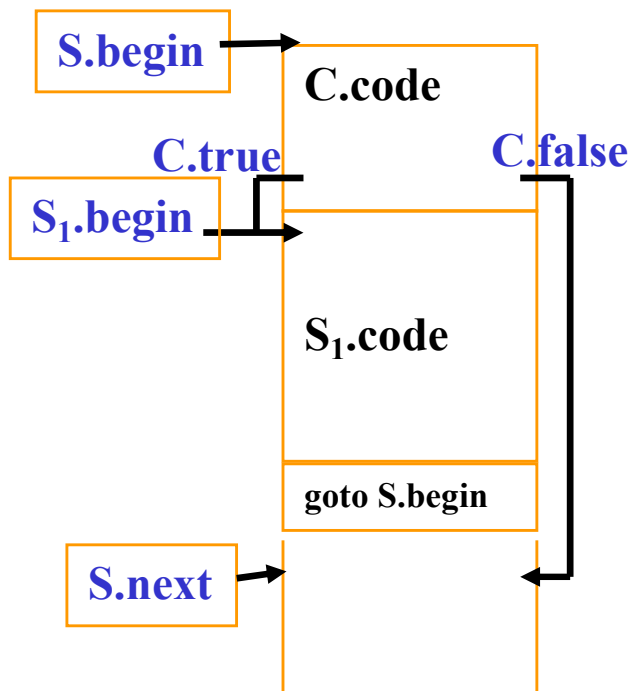 S.begin
C.code
C.true
C.false
S₁.begin
S₁.code
goto S.begin
S.next